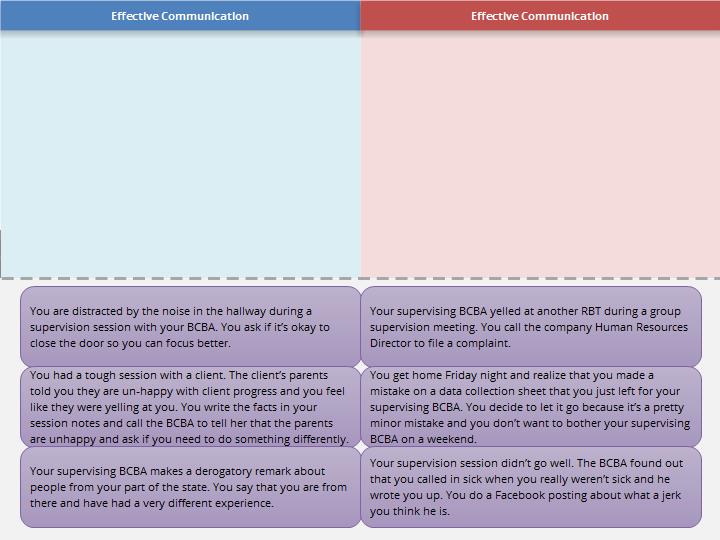 Effective Communication
Effective Communication
You are distracted by the noise in the hallway during a
supervision session with your BCBA. You ask if it’s okay to
close the door so you can focus better.
Your supervising BCBA yelled at another RBT during a group
supervision meeting. You call the company Human Resources
Director to file a complaint.
You had a tough session with a client. The client’s parents
told you they are un-happy with client progress and you feel
like they were yelling at you. You write the facts in your
session notes and call the BCBA to tell her that the parents
are unhappy and ask if you need to do something differently.
You get home Friday night and realize that you made a
mistake on a data collection sheet that you just left for your
supervising BCBA. You decide to let it go because it’s a pretty
minor mistake and you don’t want to bother your supervising
BCBA on a weekend.
Your supervising BCBA makes a derogatory remark about
people from your part of the state. You say that you are from
there and have had a very different experience.
Your supervision session didn’t go well. The BCBA found out
that you called in sick when you really weren’t sick and he
wrote you up. You do a Facebook posting about what a jerk
you think he is.